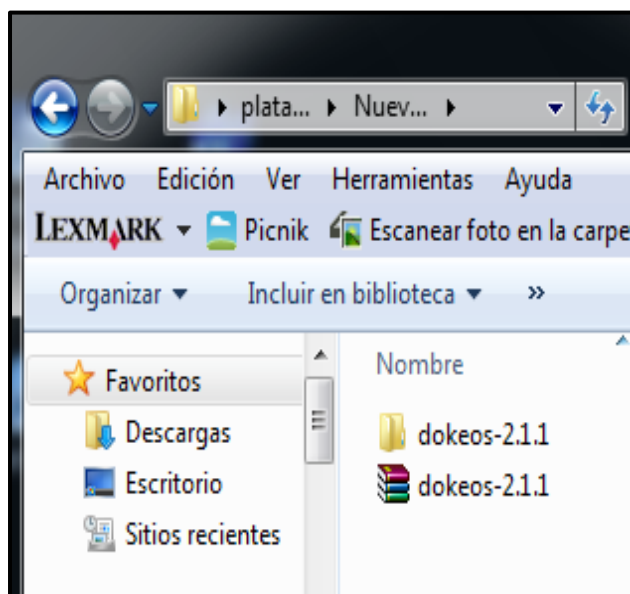 plata... Nuev...
Archivo Edición Ver Herramientas Ayuda
LEXMARK Picnik Escanear foto en la carpe
Organizar Incluir en biblioteca »
Favoritos
Nombre
Descargas
dokeos-2.1.1
Escritorio
dokeos-2.1.1
Sitios recientes